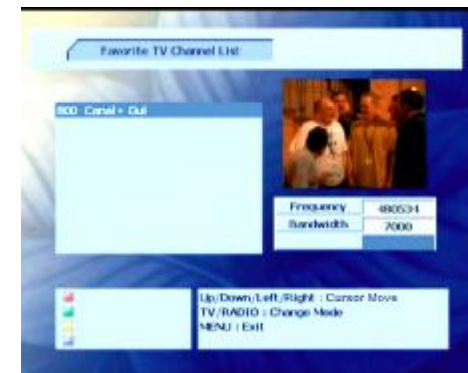 Favorite TV Channel List
800 Canal+ Gul
Frequency 480534
Bandwidth 7000
Up/Down/Left/Right : Cursor Move
TV/RADIO : Change Mode
MENU : Exit